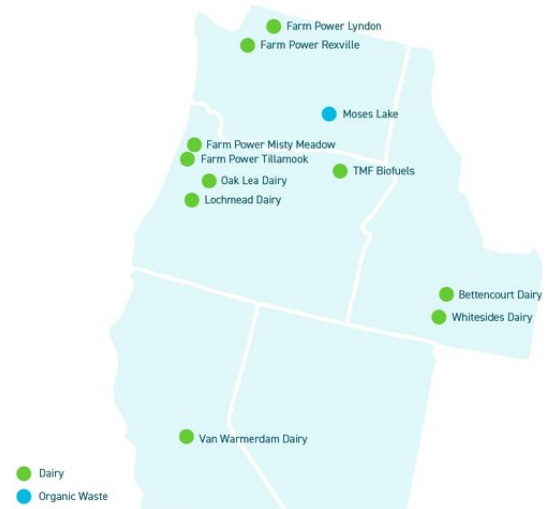 Farm Power Lyndon
Farm Power Rexville
Moses Lake
Farm Power Misty Meadow
Farm Power Tillamook
TMF Biofuels
Oak Lea Dairy
Lochmead Dairy
Bettencourt Dairy
Whitesides Dairy
Van Warmerdam Dairy
Dairy
Organic Waste